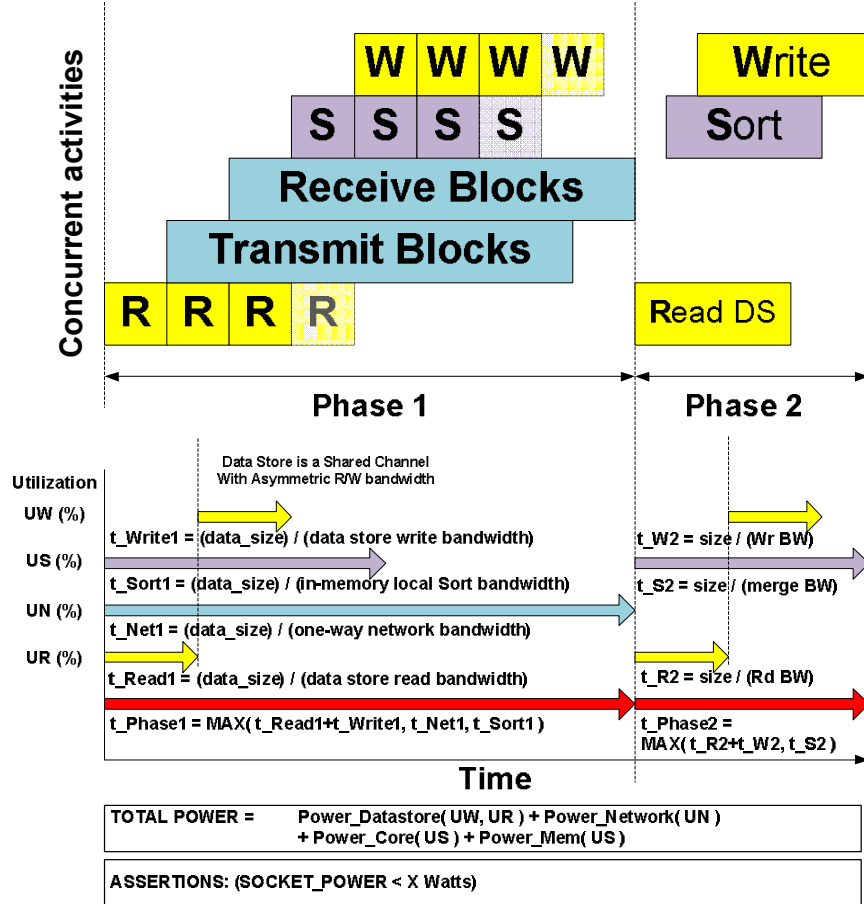 Concurrent activities
W W W W Write
S S S S Sort
Receive Blocks
Transmit Blocks
R R R R Read DS
Phase 1 Phase 2
Data Store is a Shared Channel
With Asymmetric R/W bandwidth
Utilization
UW (%)
t_Write1 = (data_size) / (data store write bandwidth) t_W2 = size / (Wr BW)
US (%)
t_Sort1 = (data_size) / (in-memory local Sort bandwidth) t_S2 = size / (merge BW)
UN (%)
t_Net1 = (data_size) / (one-way network bandwidth)
UR (%)
t_Read1 = (data_size) / (data store read bandwidth) t_R2 = size / (Rd BW)
t_Phase1 = MAX( t_Read1+t_Write1, t_Net1, t_Sort1 ) t_Phase2 =
MAX( t_R2+t_W2, t_S2 )
Time
TOTAL POWER = Power_Datastore( UW, UR ) + Power_Network( UN )
+ Power_Core( US ) + Power_Mem( US )
ASSERTIONS: (SOCKET_POWER < X Watts)